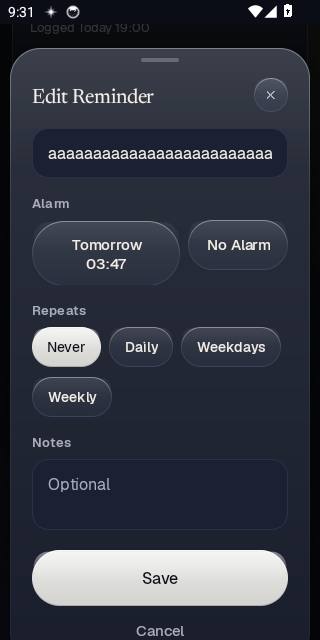 9:31
Logged Today 19:00
Edit Reminder
aaaaaaaaaaaaaaaaaaaaaaaaa
Alarm
Tomorrow
03:47
No Alarm
Repeats
Never
Daily
Weekdays
Weekly
Notes
Optional
Save
Cancel